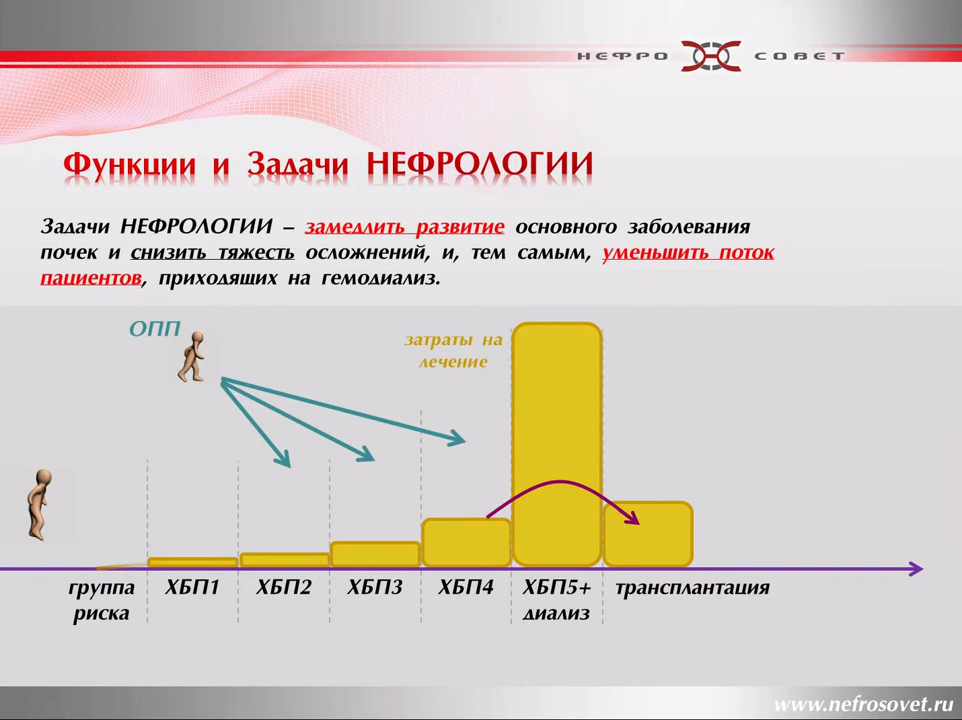 НЕФРО СОВЕТ
Функции и Задачи НЕФРОЛОГИИ
Задачи НЕФРОЛОГИИ – замедлить развитие основного заболевания
почек и снизить тяжесть осложнений, и, тем самым, уменьшить поток
пациентов, приходящих на гемодиализ.
ОПП
затраты на
лечение
группа
риска
ХБП1
ХБП2
ХБП3
ХБП4
ХБП5+
диализ
трансплантация
www.nefrosovet.ru